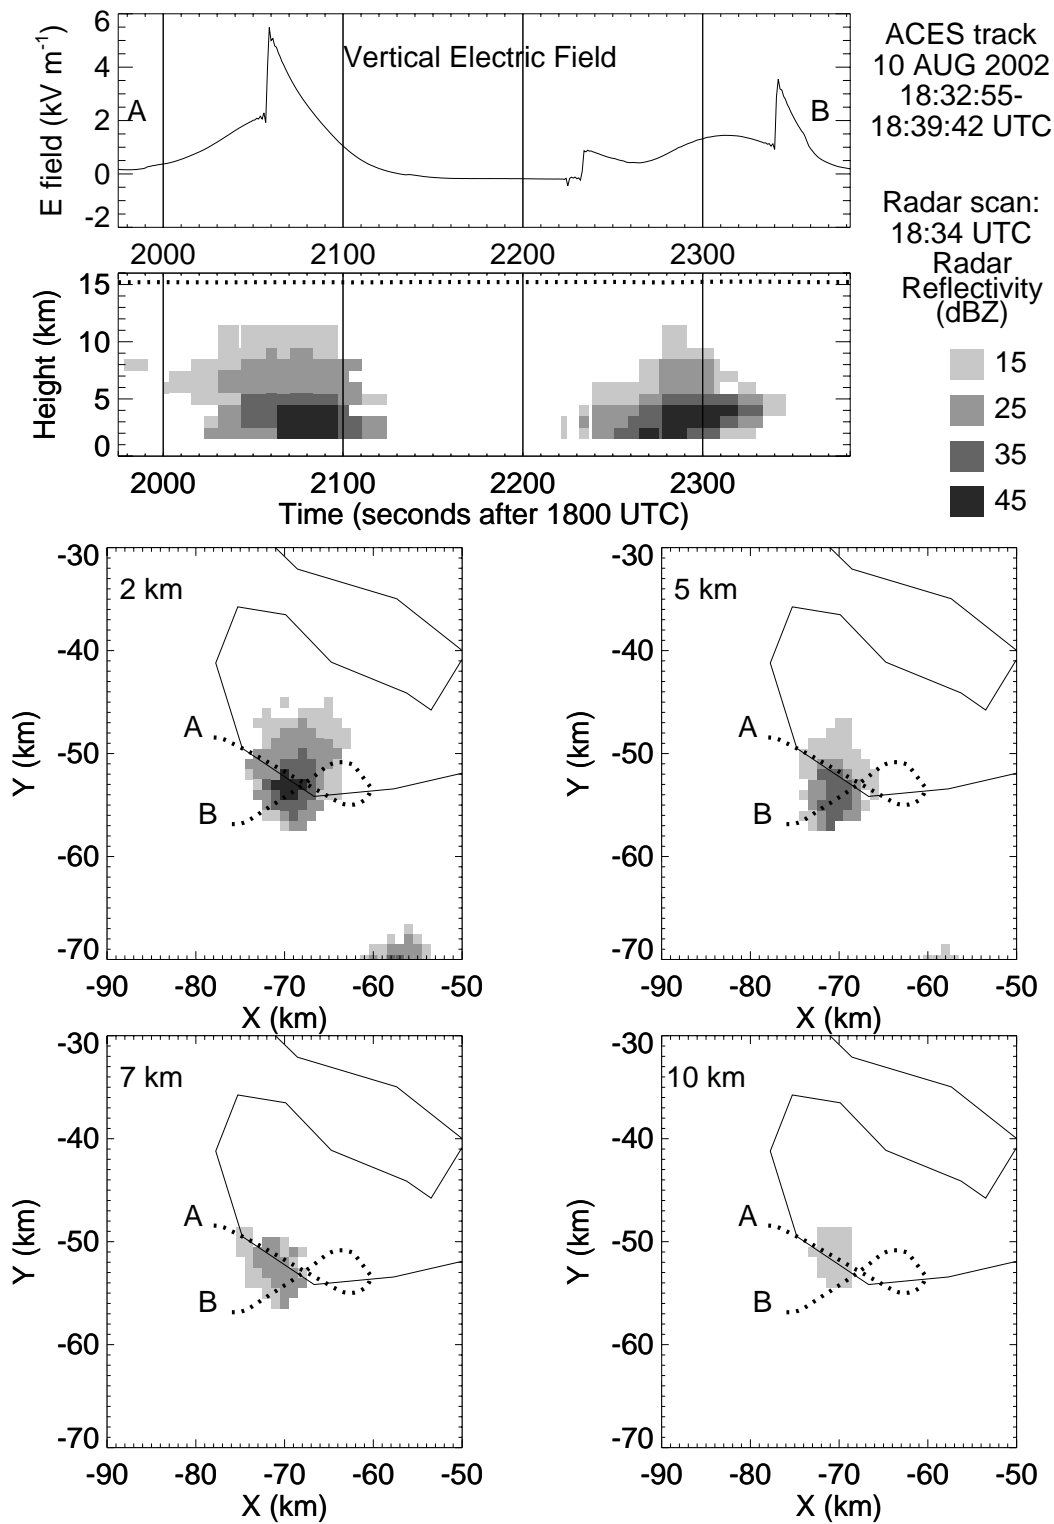 Vertical Electric Field
E field (kV m-1)
6
4
2
0
-2
A
B
2000 2100 2200 2300
ACES track
10 AUG 2002
18:32:55-
18:39:42 UTC
Radar scan:
18:34 UTC
Radar
Reflectivity
(dBZ)
15
25
35
45
Height (km)
15
10
5
0
2000 2100 2200 2300
Time (seconds after 1800 UTC)
2 km
Y (km)
-30
-40
-50
-60
-70
A
B
-90 -80 -70 -60 -50
X (km)
5 km
Y (km)
-30
-40
-50
-60
-70
A
B
-90 -80 -70 -60 -50
X (km)
7 km
Y (km)
-30
-40
-50
-60
-70
A
B
-90 -80 -70 -60 -50
X (km)
10 km
Y (km)
-30
-40
-50
-60
-70
A
B
-90 -80 -70 -60 -50
X (km)